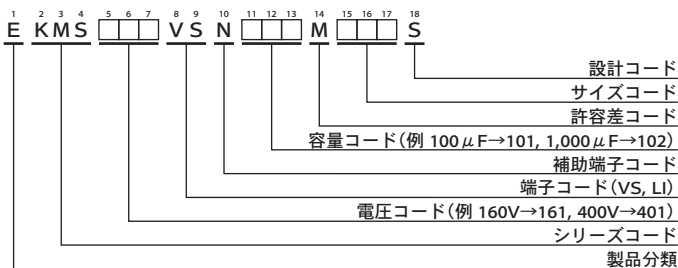 1 2 3 4 5 6 7 8 9 10 11 12 13 14 15 16 17 18
E KMS □□□ VS N □□□ M □□□ S
設計コード
サイズコード
許容差コード
容量コード(例 100μF→101, 1,000μF→102)
補助端子コード
端子コード(VS, LI)
電圧コード(例 160V→161, 400V→401)
シリーズコード
製品分類